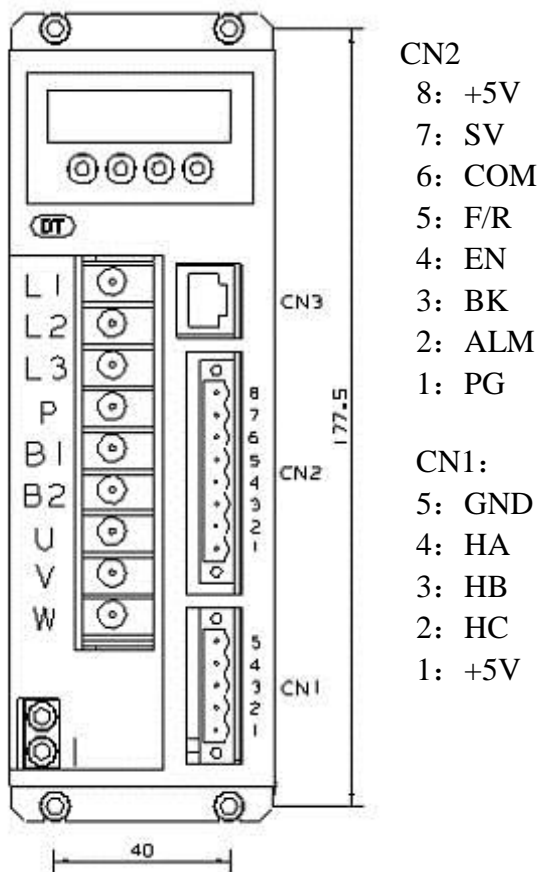 DT
L1
L2
L3
P
B1
B2
U
V
W
CN3
8
7
6
5
4
3
2
1
CN2
5
4
3
2
1
CN1
177.5
40
CN2
8：+5V
7：SV
6：COM
5：F/R
4：EN
3：BK
2：ALM
1：PG
CN1：
5：GND
4：HA
3：HB
2：HC
1：+5V